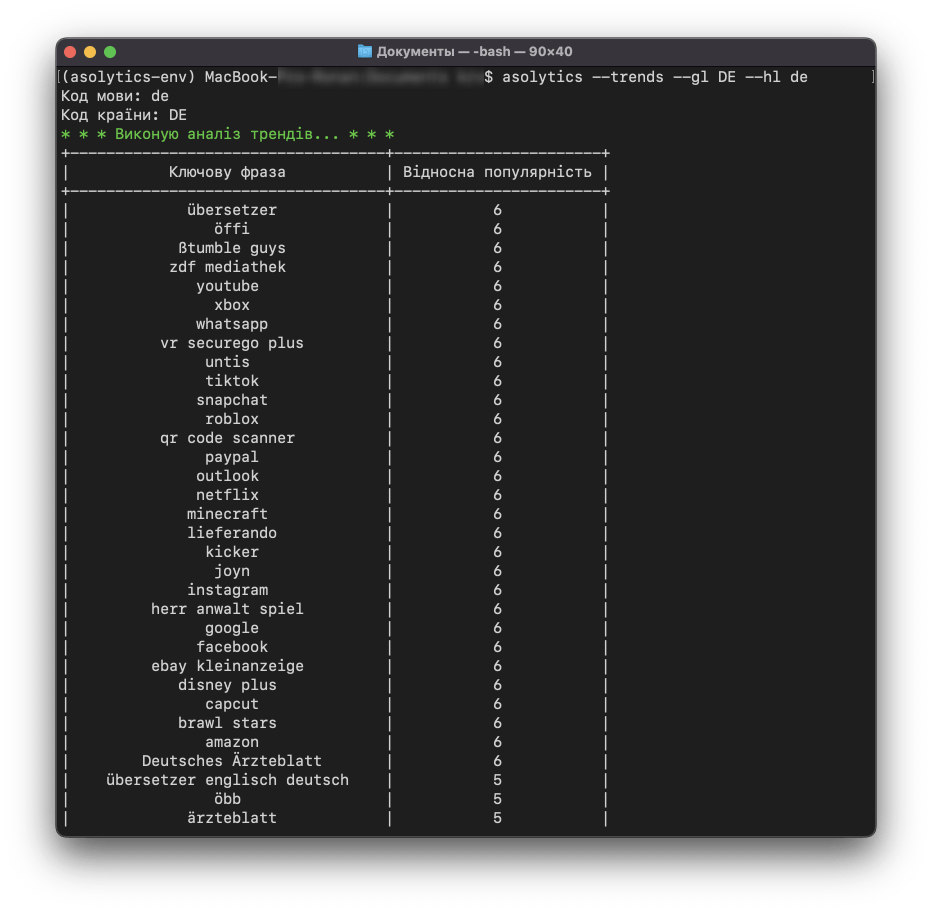 Документы — -bash — 90×40
(asolytics-env) MacBook- $ asolytics --trends --gl DE --hl de
Код мови: de
Код країни: DE
* * * Виконую аналіз трендів... * * *
Ключову фраза | Відносна популярність
übersetzer | 6
öffi | 6
ßtumble guys | 6
zdf mediathek | 6
youtube | 6
xbox | 6
whatsapp | 6
vr securego plus | 6
untis | 6
tiktok | 6
snapchat | 6
roblox | 6
qr code scanner | 6
paypal | 6
outlook | 6
netflix | 6
minecraft | 6
lieferando | 6
kicker | 6
joyn | 6
instagram | 6
herr anwalt spiel | 6
google | 6
facebook | 6
ebay kleinanzeige | 6
disney plus | 6
capcut | 6
brawl stars | 6
amazon | 6
Deutsches Ärzteblatt | 6
übersetzer englisch deutsch | 5
öbb | 5
ärzteblatt | 5